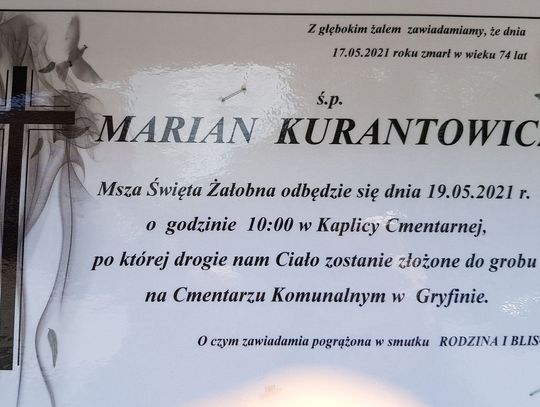 Z głębokim żalem zawiadamiamy, że dnia
17.05.2021 roku zmarł w wieku 74 lat
ś.p.
MARIAN KURANTOWICZ
Msza Święta Żałobna odbędzie się dnia 19.05.2021 r.
o godzinie 10:00 w Kaplicy Cmentarnej,
po której drogie nam Ciało zostanie złożone do grobu
na Cmentarzu Komunalnym w Gryfinie.
O czym zawiadamia pogrążona w smutku RODZINA I BLISC